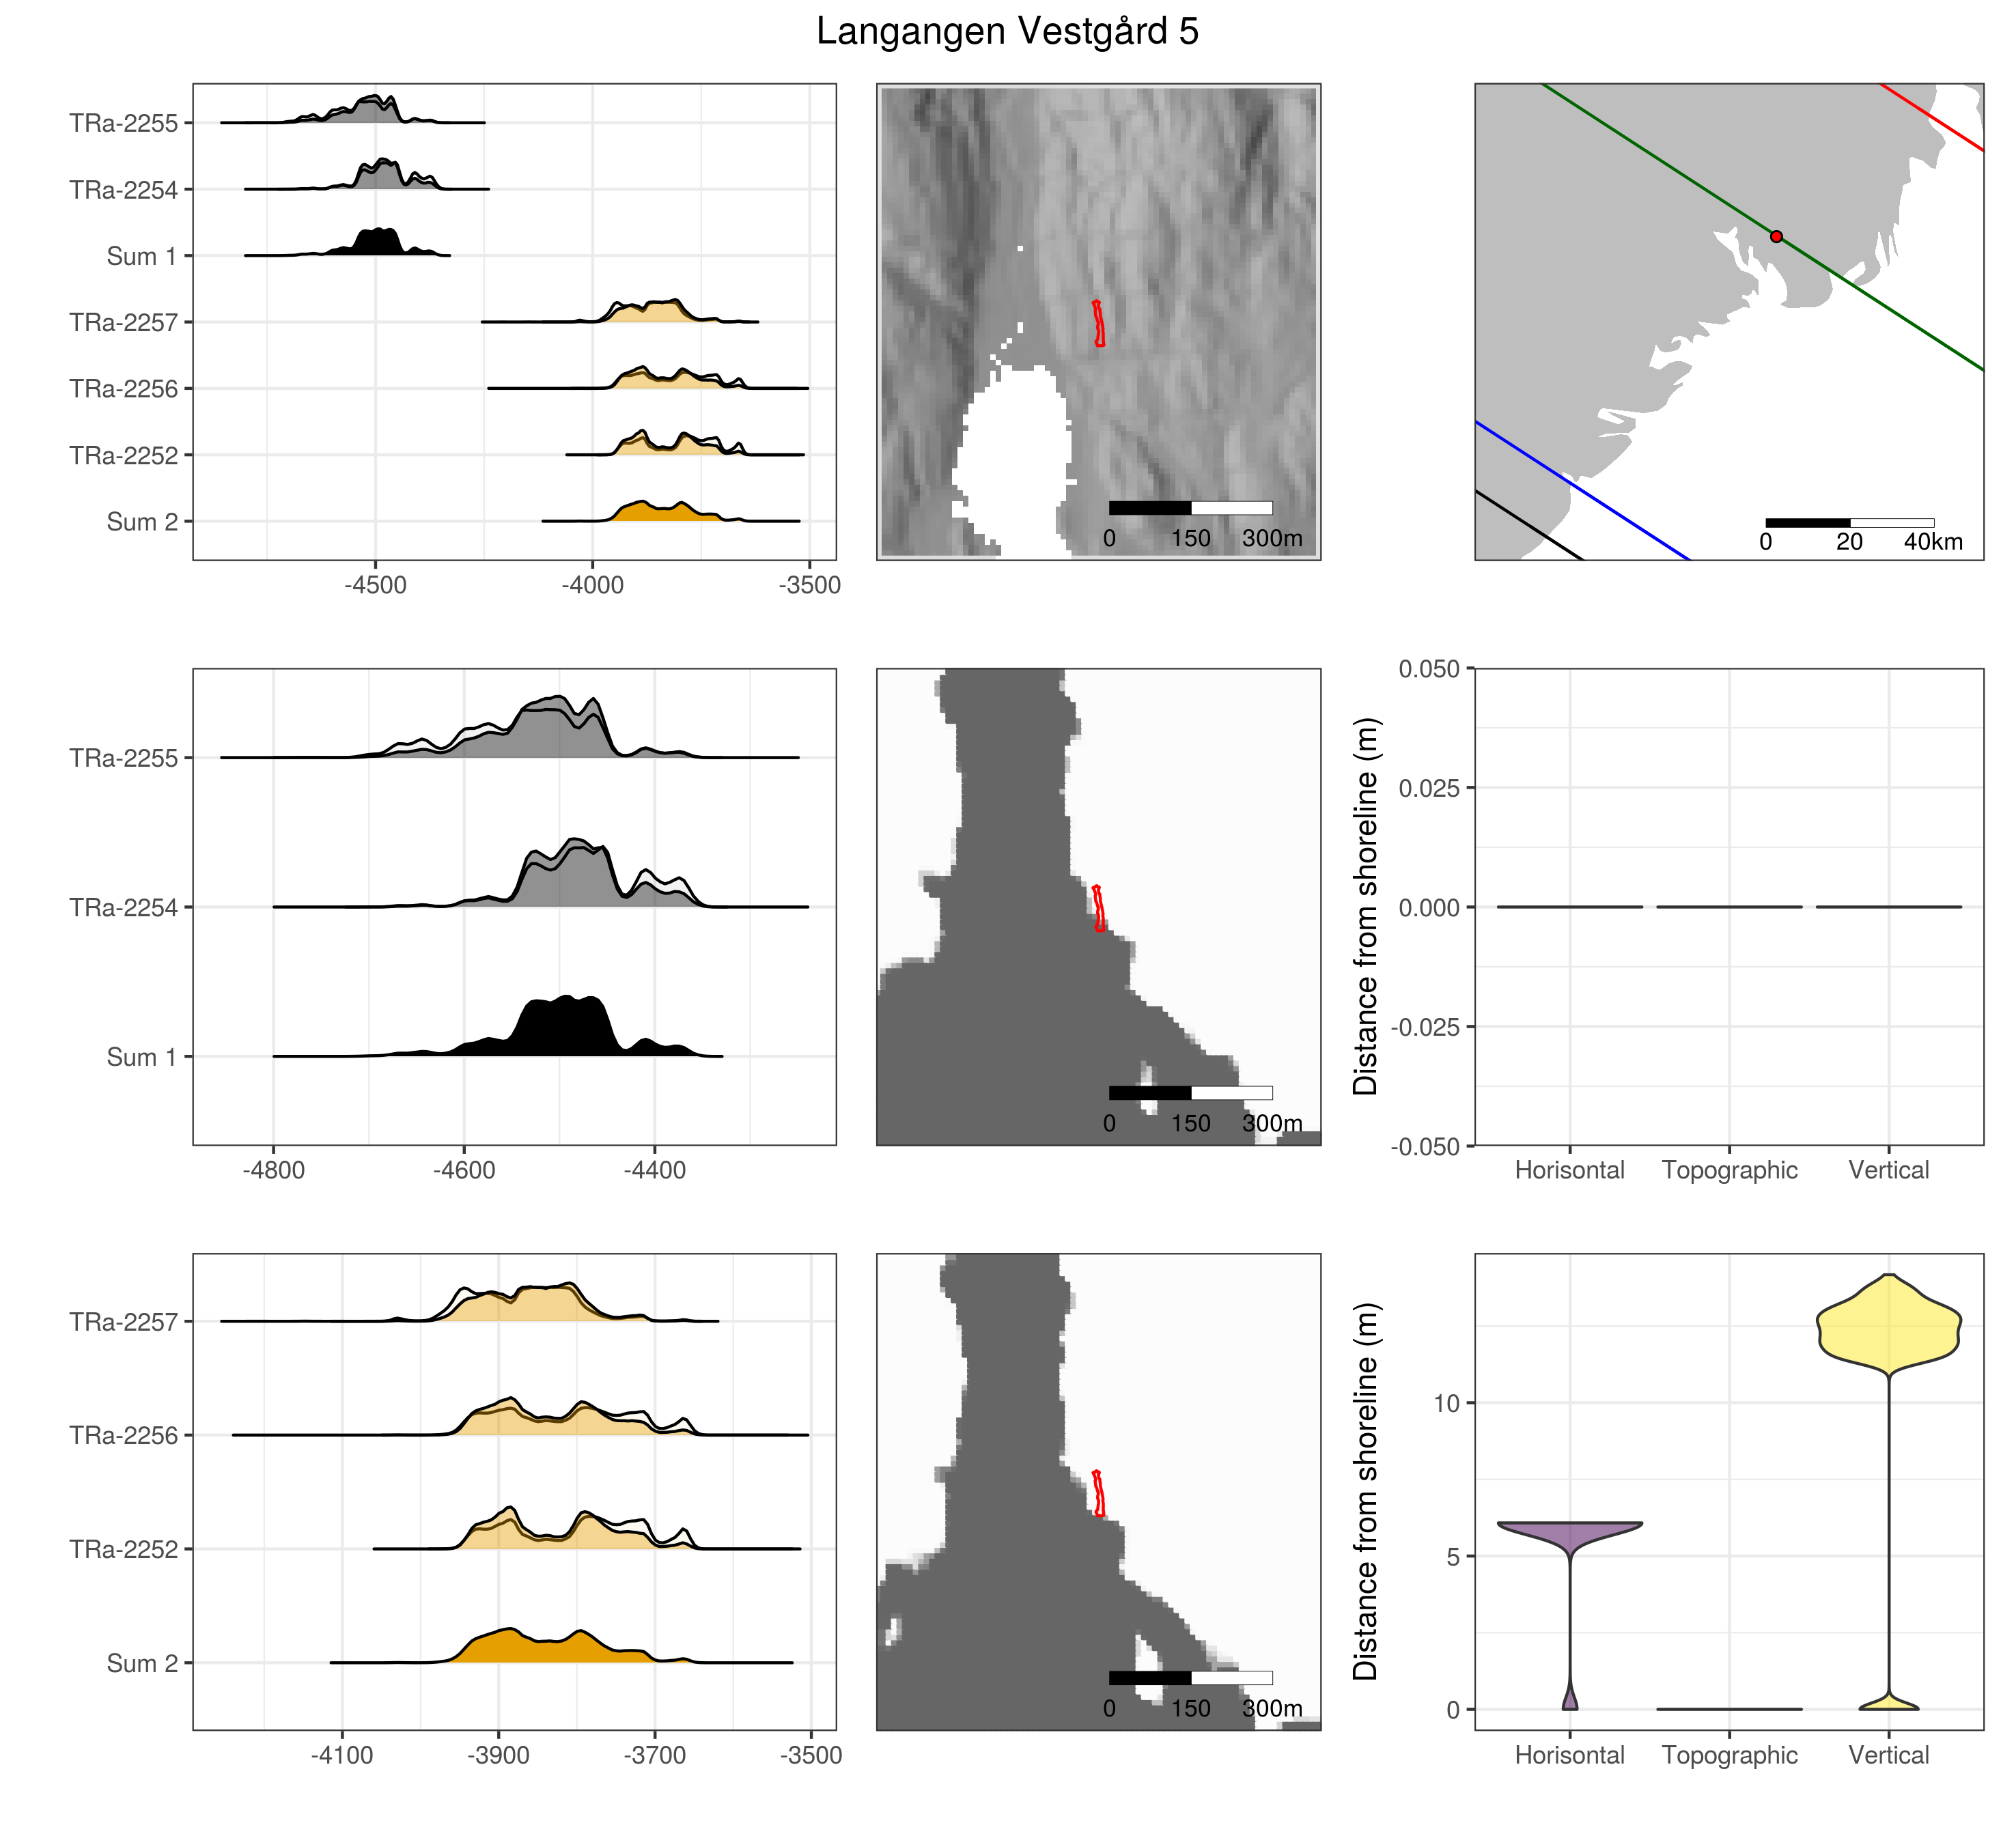 Langangen Vestgård 5
TRa-2255
TRa-2254
Sum 1
TRa-2257
TRa-2256
TRa-2252
Sum 2
-4500 -4000 -3500
0 150 300m
0 20 40km
TRa-2255
TRa-2254
Sum 1
-4800 -4600 -4400
0 150 300m
Distance from shoreline (m)
0.050
0.025
0.000
-0.025
-0.050
Horisontal Topographic Vertical
TRa-2257
TRa-2256
TRa-2252
Sum 2
-4100 -3900 -3700 -3500
0 150 300m
Distance from shoreline (m)
10
5
0
Horisontal Topographic Vertical